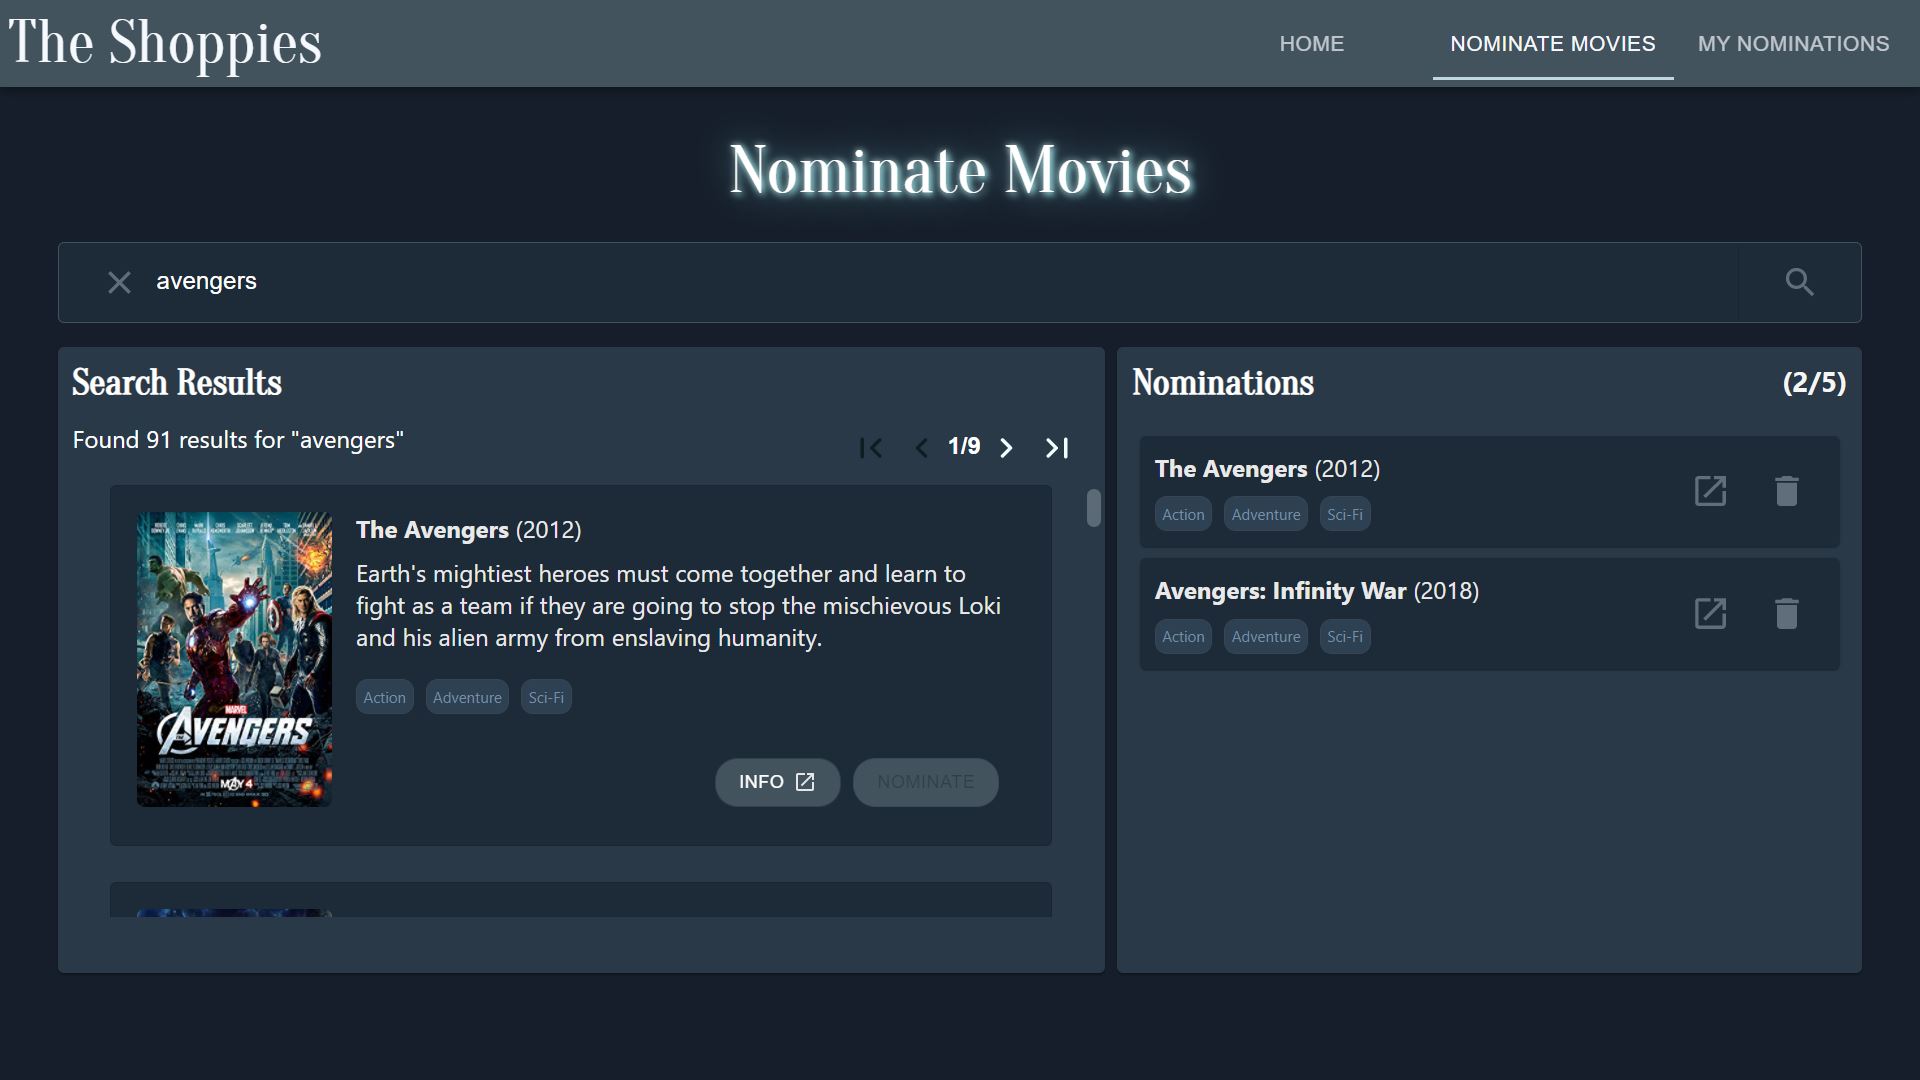 The Shoppies
HOME
NOMINATE MOVIES
MY NOMINATIONS
Nominate Movies
avengers
Search Results
Found 91 results for "avengers"
1/9
The Avengers (2012)
Earth's mightiest heroes must come together and learn to
fight as a team if they are going to stop the mischievous Loki
and his alien army from enslaving humanity.
Action
Adventure
Sci-Fi
MARVEL
AVENGERS
MAY 4
INFO
NOMINATE
Nominations
(2/5)
The Avengers (2012)
Action
Adventure
Sci-Fi
Avengers: Infinity War (2018)
Action
Adventure
Sci-Fi